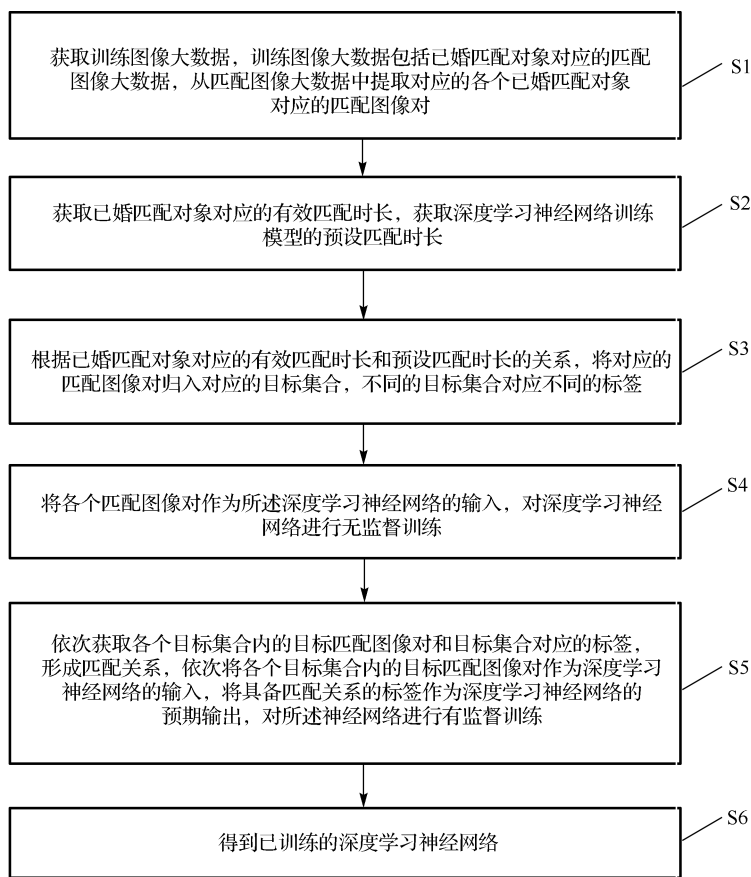 获取训练图像大数据，训练图像大数据包括已婚匹配对象对应的匹配
图像大数据，从匹配图像大数据中提取对应的各个已婚匹配对象
对应的匹配图像对
S1
获取已婚匹配对象对应的有效匹配时长，获取深度学习神经网络训练
模型的预设匹配时长
S2
根据已婚匹配对象对应的有效匹配时长和预设匹配时长的关系，将对应的
匹配图像对归入对应的目标集合，不同的目标集合对应不同的标签
S3
将各个匹配图像对作为所述深度学习神经网络的输入，对深度学习神经
网络进行无监督训练
S4
依次获取各个目标集合内的目标匹配图像对和目标集合对应的标签，
形成匹配关系，依次将各个目标集合内的目标匹配图像对作为深度学习
神经网络的输入，将具备匹配关系的标签作为深度学习神经网络的
预期输出，对所述神经网络进行有监督训练
S5
得到已训练的深度学习神经网络
S6